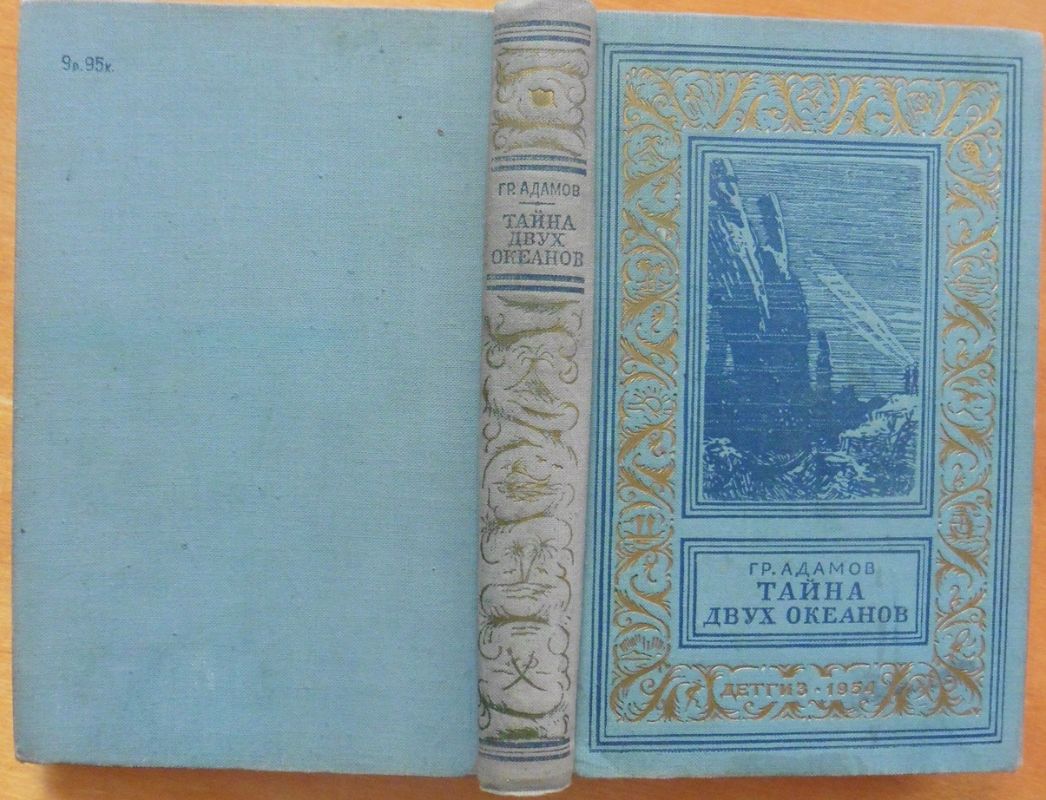 9р. 95к.
ГР. АДАМОВ
ТАЙНА
ДВУХ
ОКЕАНОВ
ГР. АДАМОВ
ТАЙНА
ДВУХ ОКЕАНОВ
ДЕТГИЗ · 1954